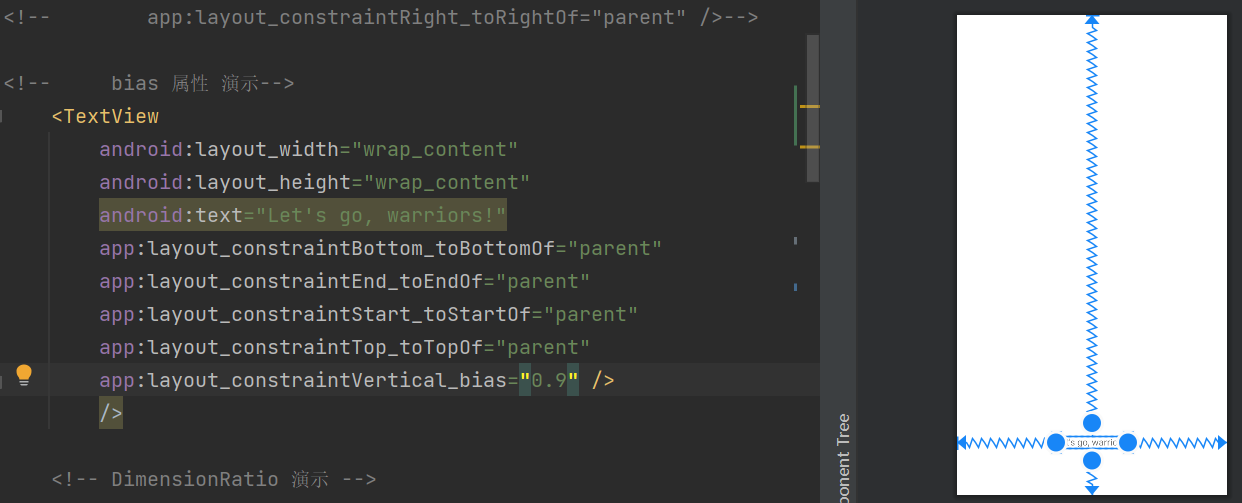 <!--        app:layout_constraintRight_toRightOf="parent" />-->
<!--     bias 属性 演示-->
<TextView
android:layout_width="wrap_content"
android:layout_height="wrap_content"
android:text="Let's go, warriors!"
app:layout_constraintBottom_toBottomOf="parent"
app:layout_constraintEnd_toEndOf="parent"
app:layout_constraintStart_toStartOf="parent"
app:layout_constraintTop_toTopOf="parent"
app:layout_constraintVertical_bias="0.9" />
/>
<!-- DimensionRatio 演示 -->
ponent Tree
's go, warrio